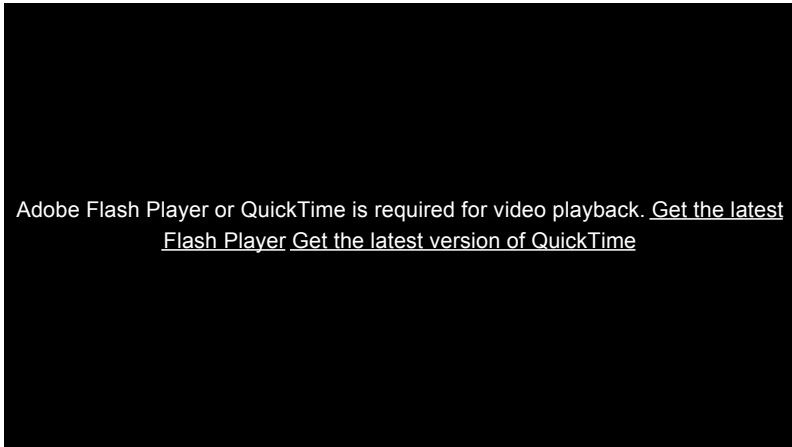 Adobe Flash Player or QuickTime is required for video playback. Get the latest
Flash Player Get the latest version of QuickTime